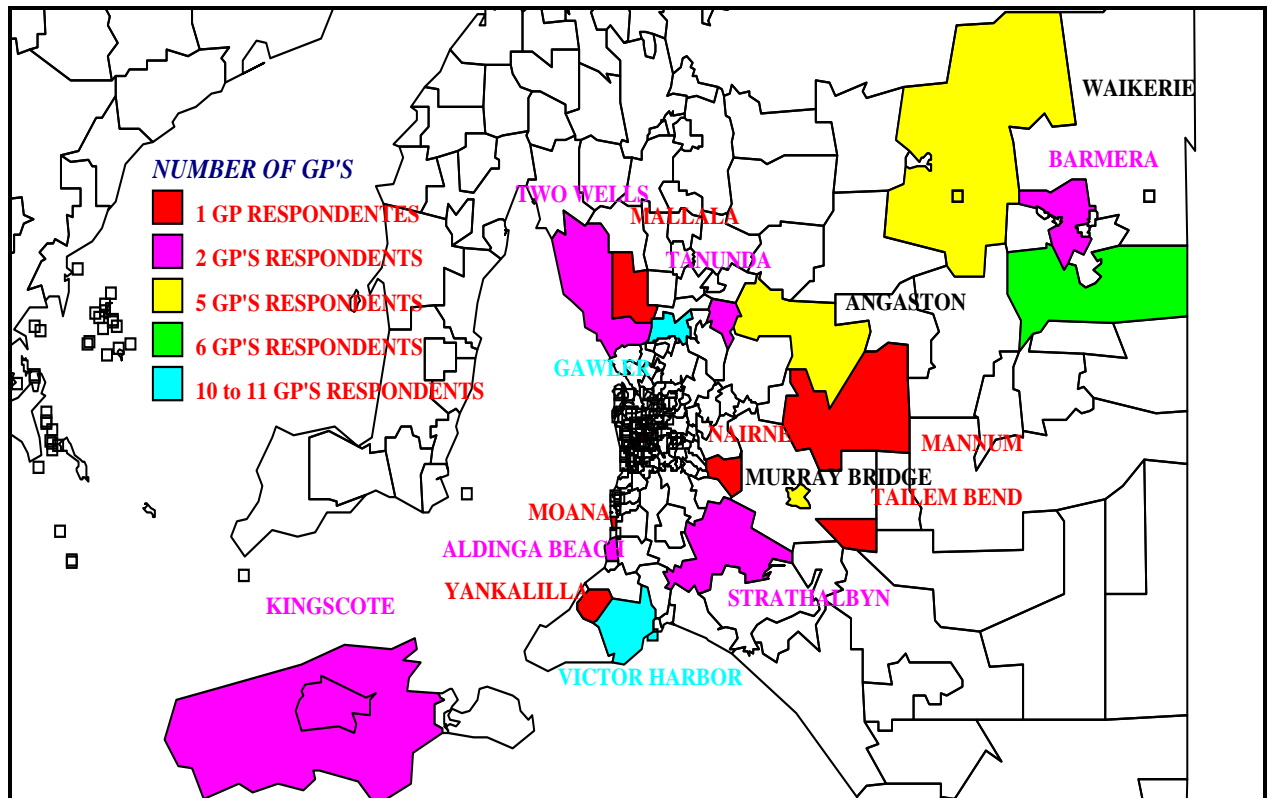 WAIKERIE
BARMERA
NUMBER OF GP'S
TWO WELLS
1 GP RESPONDENTES
MALLALA
2 GP'S RESPONDENTS
TANUNDA
5 GP'S RESPONDENTS
ANGASTON
6 GP'S RESPONDENTS
GAWLER
10 to 11 GP'S RESPONDENTS
NAIRNE
MANNUM
MURRAY BRIDGE
TAILEM BEND
MOANA
ALDINGA BEACH
YANKALILLA
STRATHALBYN
KINGSCOTE
VICTOR HARBOR